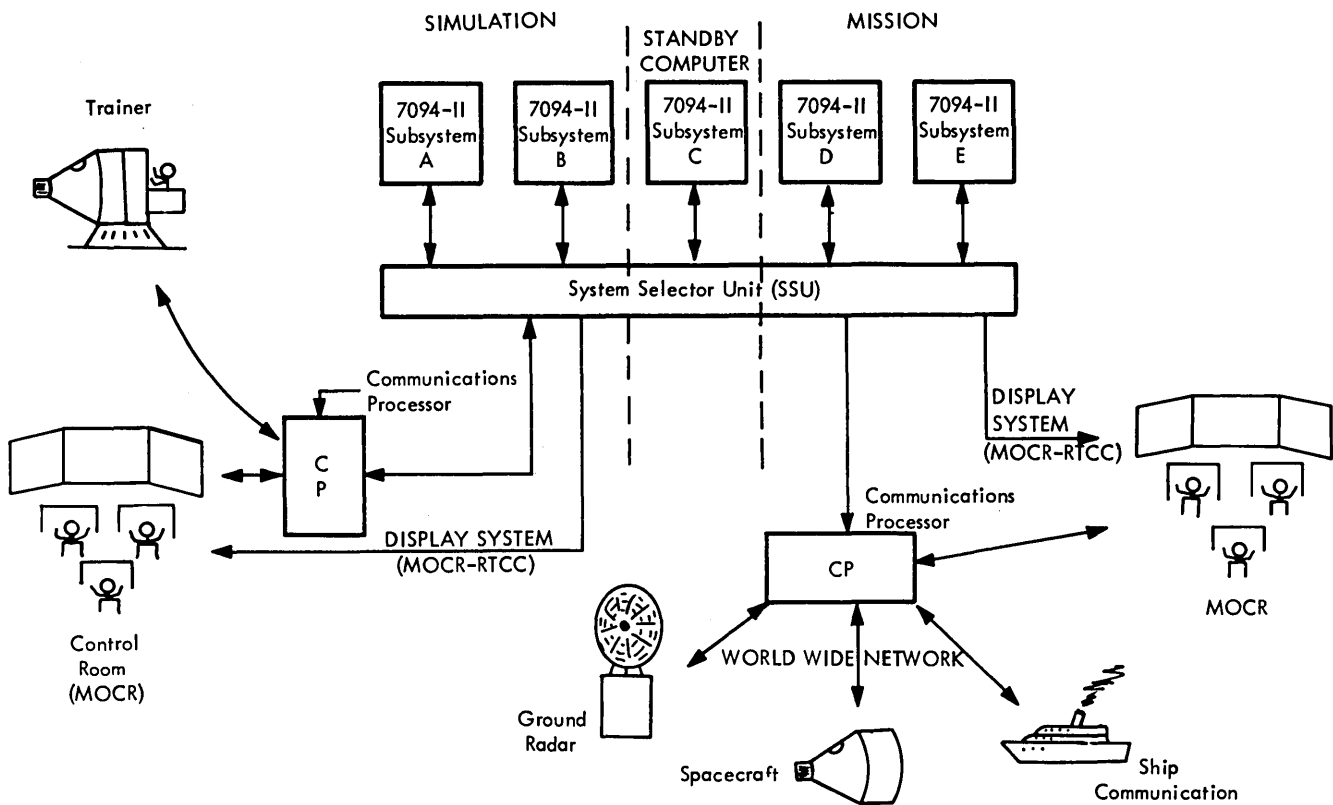 SIMULATION
STANDBY
COMPUTER
MISSION
Trainer
7094-II
Subsystem
A
7094-II
Subsystem
B
7094-II
Subsystem
C
7094-II
Subsystem
D
7094-II
Subsystem
E
System Selector Unit (SSU)
Communications
Processor
C
P
DISPLAY SYSTEM
(MOCR-RTCC)
Control
Room
(MOCR)
DISPLAY
SYSTEM
(MOCR-RTCC)
Communications
Processor
CP
MOCR
WORLD WIDE NETWORK
Ground
Radar
Spacecraft
Ship
Communication